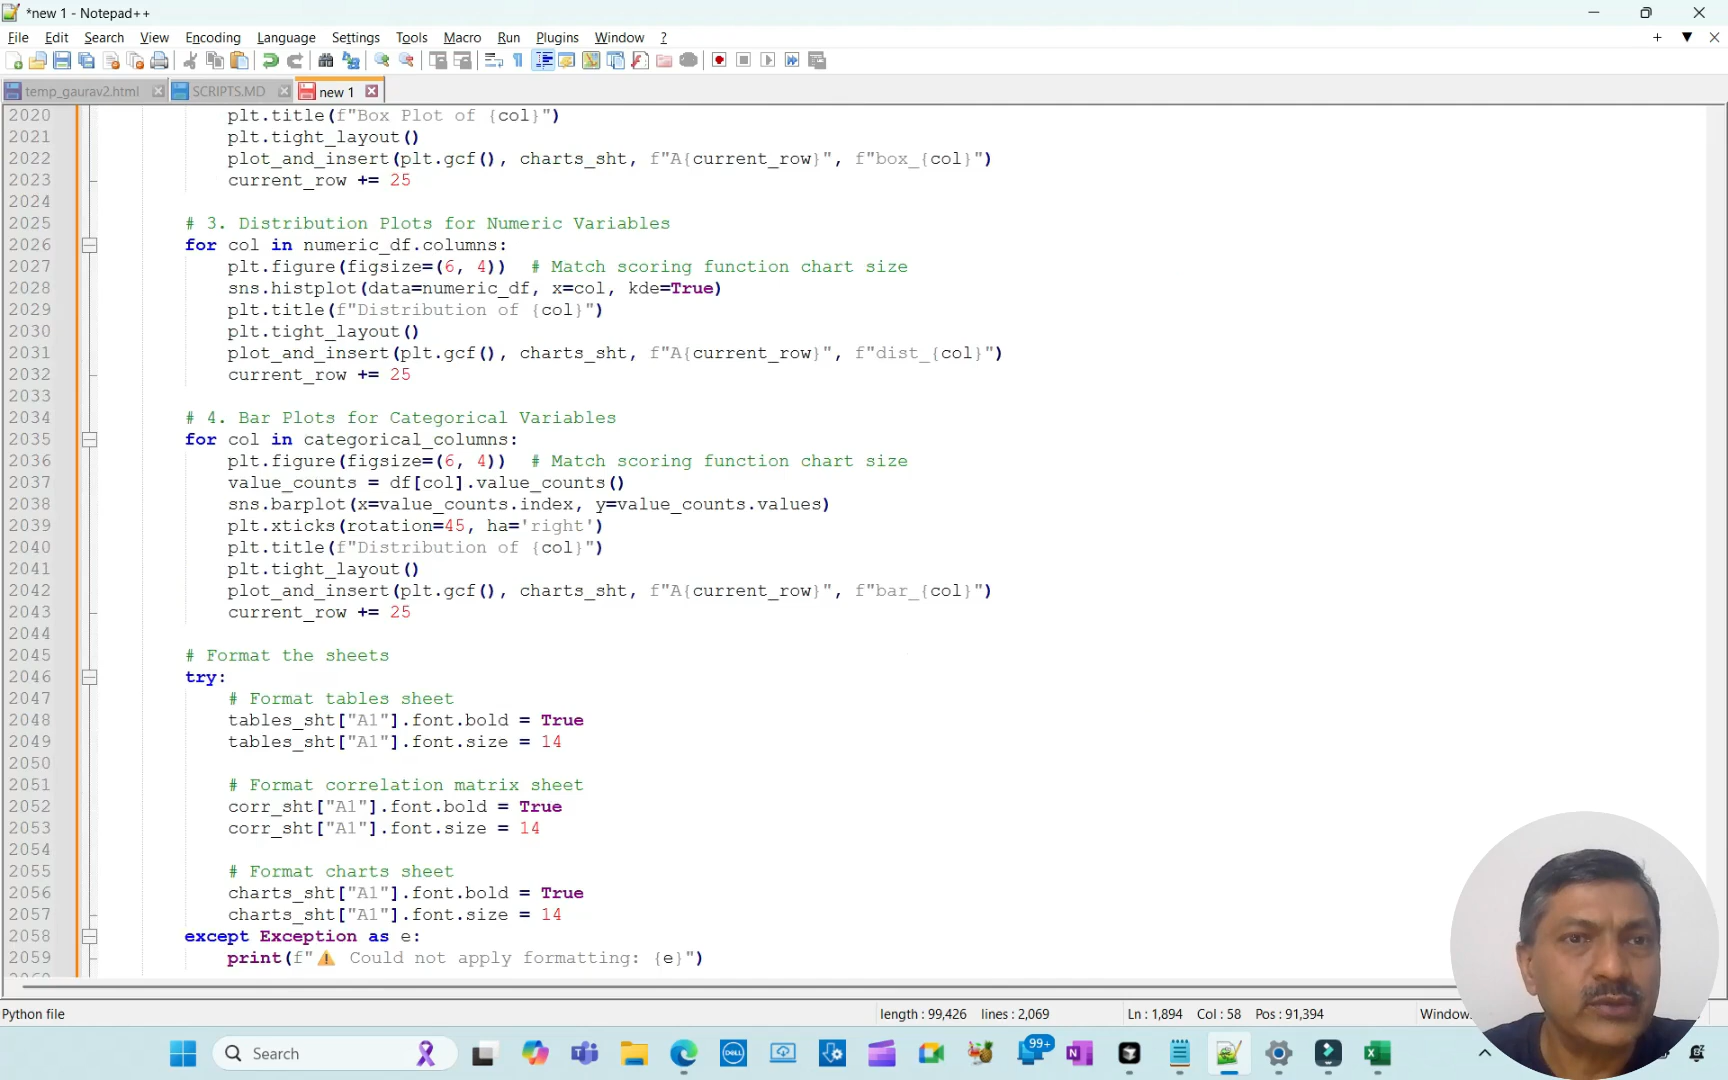 *new 1 - Notepad++
File Edit Search View Encoding Language Settings Tools Macro Run Plugins Window ?
temp_gaurav2.html SCRIPTS.MD new 1
2020 plt.title(f"Box Plot of {col}")
2021 plt.tight_layout()
2022 plot_and_insert(plt.gcf(), charts_sht, f"A{current_row}", f"box_{col}")
2023 current_row += 25
2024
2025 # 3. Distribution Plots for Numeric Variables
2026 for col in numeric_df.columns:
2027 plt.figure(figsize=(6, 4)) # Match scoring function chart size
2028 sns.histplot(data=numeric_df, x=col, kde=True)
2029 plt.title(f"Distribution of {col}")
2030 plt.tight_layout()
2031 plot_and_insert(plt.gcf(), charts_sht, f"A{current_row}", f"dist_{col}")
2032 current_row += 25
2033
2034 # 4. Bar Plots for Categorical Variables
2035 for col in categorical_columns:
2036 plt.figure(figsize=(6, 4)) # Match scoring function chart size
2037 value_counts = df[col].value_counts()
2038 sns.barplot(x=value_counts.index, y=value_counts.values)
2039 plt.xticks(rotation=45, ha='right')
2040 plt.title(f"Distribution of {col}")
2041 plt.tight_layout()
2042 plot_and_insert(plt.gcf(), charts_sht, f"A{current_row}", f"bar_{col}")
2043 current_row += 25
2044
2045 # Format the sheets
2046 try:
2047 # Format tables sheet
2048 tables_sht["A1"].font.bold = True
2049 tables_sht["A1"].font.size = 14
2050
2051 # Format correlation matrix sheet
2052 corr_sht["A1"].font.bold = True
2053 corr_sht["A1"].font.size = 14
2054
2055 # Format charts sheet
2056 charts_sht["A1"].font.bold = True
2057 charts_sht["A1"].font.size = 14
2058 except Exception as e:
2059 print(f"⚠️ Could not apply formatting: {e}")
Python file length : 99,426 lines : 2,069 Ln : 1,894 Col : 58 Pos : 91,394 Window
Search DELL 99+